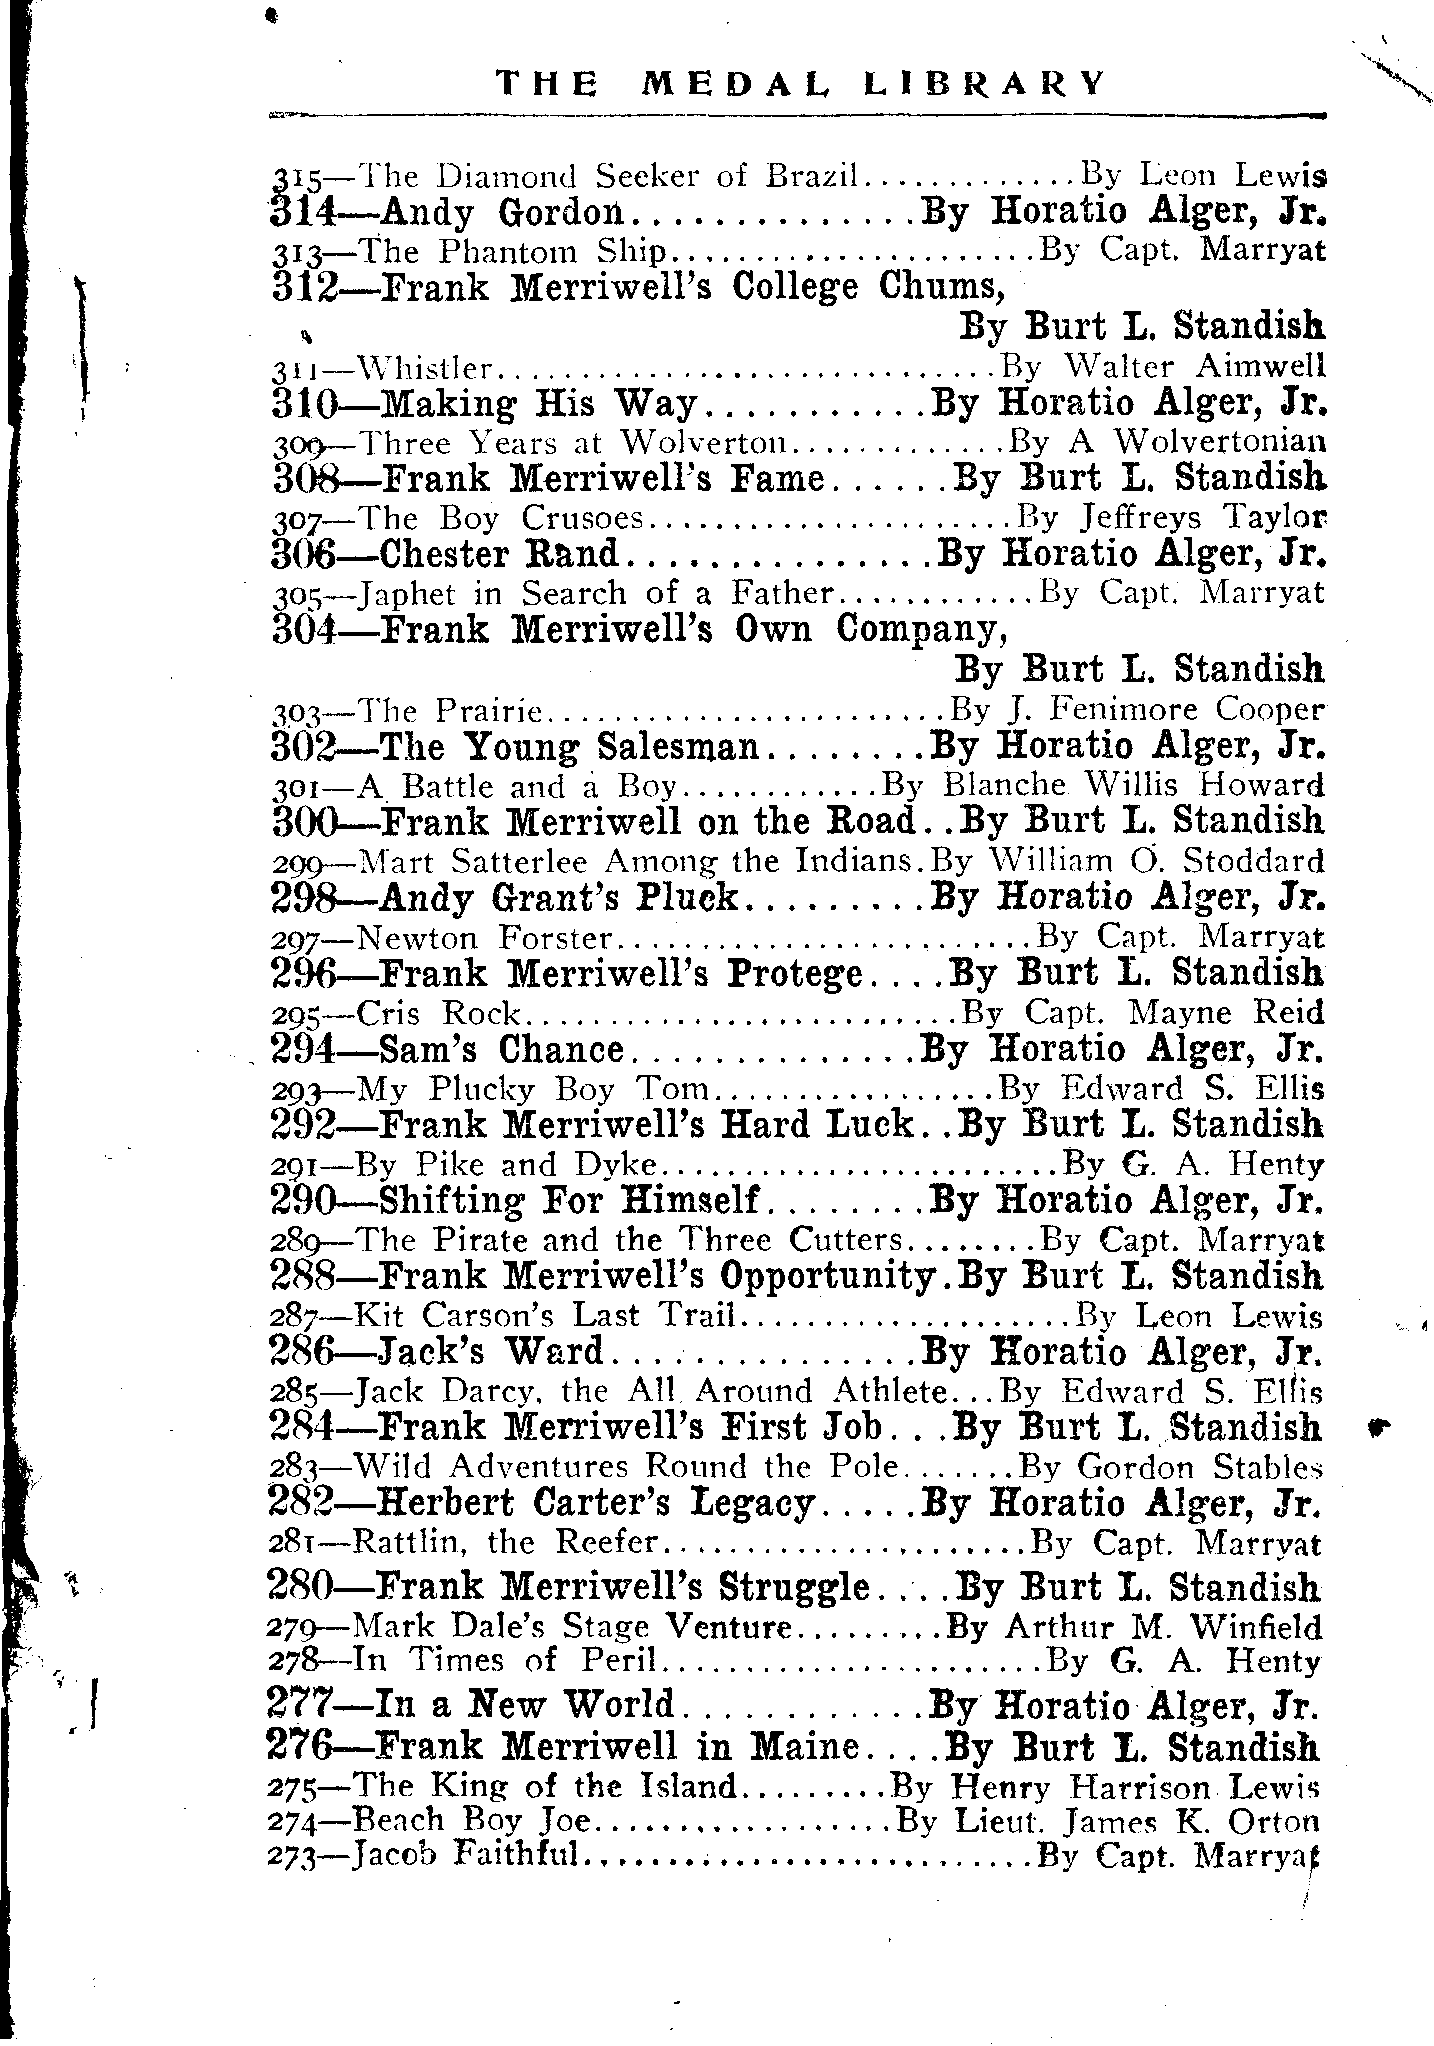 THE MEDAL LIBRARY
315—The Diamond Seeker of Brazil.............By Leon Lewis
314—Andy Gordon..............By Horatio Alger, Jr.
313—The Phantom Ship......................By Capt. Marryat
312—Frank Merriwell's College Chums,
By Burt L. Standish
311—Whistler..............................By Walter Aimwell
310—Making His Way...........By Horatio Alger, Jr.
309—Three Years at Wolverton.............By A Wolvertonian
308—Frank Merriwell's Fame......By Burt L. Standish
307—The Boy Crusoes......................By Jeffreys Taylor
306—Chester Rand...............By Horatio Alger, Jr.
305—Japhet in Search of a Father............By Capt. Marryat
304—Frank Merriwell's Own Company,
By Burt L. Standish
303—The Prairie........................By J. Fenimore Cooper
302—The Young Salesman........By Horatio Alger, Jr.
301—A Battle and a Boy............By Blanche Willis Howard
300—Frank Merriwell on the Road..By Burt L. Standish
299—Mart Satterlee Among the Indians.By William O. Stoddard
298—Andy Grant's Pluck.........By Horatio Alger, Jr.
297—Newton Forster.........................By Capt. Marryat
296—Frank Merriwell's Protege....By Burt L. Standish
295—Cris Rock..........................By Capt. Mayne Reid
294—Sam's Chance..............By Horatio Alger, Jr.
293—My Plucky Boy Tom.................By Edward S. Ellis
292—Frank Merriwell's Hard Luck..By Burt L. Standish
291—By Pike and Dyke........................By G. A. Henty
290—Shifting For Himself........By Horatio Alger, Jr.
289—The Pirate and the Three Cutters........By Capt. Marryat
288—Frank Merriwell's Opportunity.By Burt L. Standish
287—Kit Carson's Last Trail....................By Leon Lewis
286—Jack's Ward...............By Horatio Alger, Jr.
285—Jack Darcy, the All Around Athlete...By Edward S. Ellis
284—Frank Merriwell's First Job...By Burt L. Standish
283—Wild Adventures Round the Pole.......By Gordon Stables
282—Herbert Carter's Legacy.....By Horatio Alger, Jr.
281—Rattlin, the Reefer......................By Capt. Marryat
280—Frank Merriwell's Struggle....By Burt L. Standish
279—Mark Dale's Stage Venture.........By Arthur M. Winfield
278—In Times of Peril.......................By G. A. Henty
277—In a New World............By Horatio Alger, Jr.
276—Frank Merriwell in Maine....By Burt L. Standish
275—The King of the Island.........By Henry Harrison Lewis
274—Beach Boy Joe..................By Lieut. James K. Orton
273—Jacob Faithful...........................By Capt. Marryat